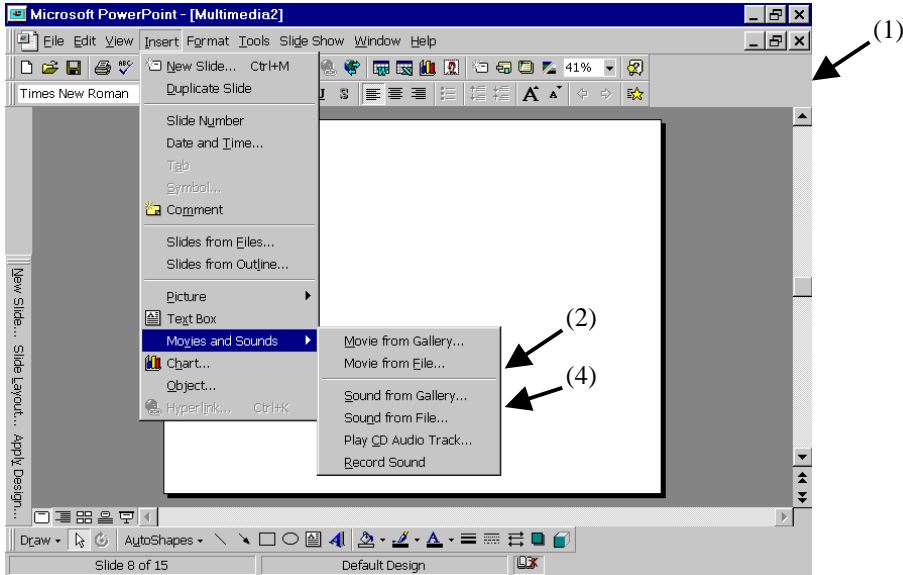 Microsoft PowerPoint - [Multimedia2]
(1)
File Edit View Insert Format Tools Slide Show Window Help
41%
Times New Roman
New Slide... Ctrl+M
Duplicate Slide
Slide Number
Date and Time...
Tab
Symbol...
Comment
Slides from Files...
Slides from Outline...
Picture
Text Box
Movies and Sounds
Chart...
Object...
Hyperlink... Ctrl+K
Movie from Gallery...
Movie from File...
Sound from Gallery...
Sound from File...
Play CD Audio Track...
Record Sound
(2)
(4)
New Slide... Slide Layout... Apply Design...
Draw AutoShapes
Slide 8 of 15 Default Design